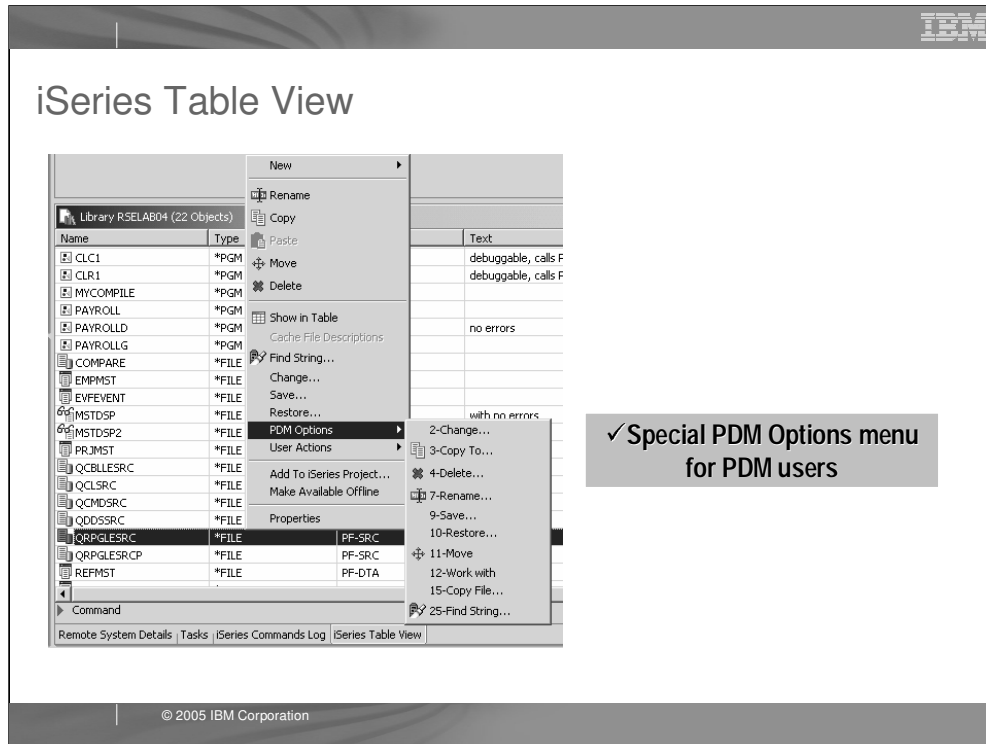 IBM
iSeries Table View
New
Rename
Copy
Paste
Move
Delete
Show in Table
Cache File Descriptions
Find String...
Change...
Save...
Restore...
PDM Options
User Actions
Add To iSeries Project...
Make Available Offline
Properties
Library RSELAB04 (22 Objects)
Name Type Text
CLC1 *PGM debuggable, calls
CLR1 *PGM debuggable, calls
MYCOMPILE *PGM
PAYROLL *PGM
PAYROLLD *PGM no errors
PAYROLLG *PGM
COMPARE *FILE
EMPMST *FILE
EVFEVENT *FILE
MSTDSP *FILE with no errors
MSTDSP2 *FILE
PRJMST *FILE
QCBLLESRC *FILE
QCLSRC *FILE
QCMDSRC *FILE
QDDSSRC *FILE
QRPGLESRC *FILE PF-SRC
QRPGLESRCP *FILE PF-SRC
REFMST *FILE PF-DTA
2-Change...
3-Copy To...
4-Delete...
7-Rename...
9-Save...
10-Restore...
11-Move
12-Work with
15-Copy File...
25-Find String...
Command
Remote System Details Tasks iSeries Commands Log iSeries Table View
✓Special PDM Options menu
for PDM users
© 2005 IBM Corporation